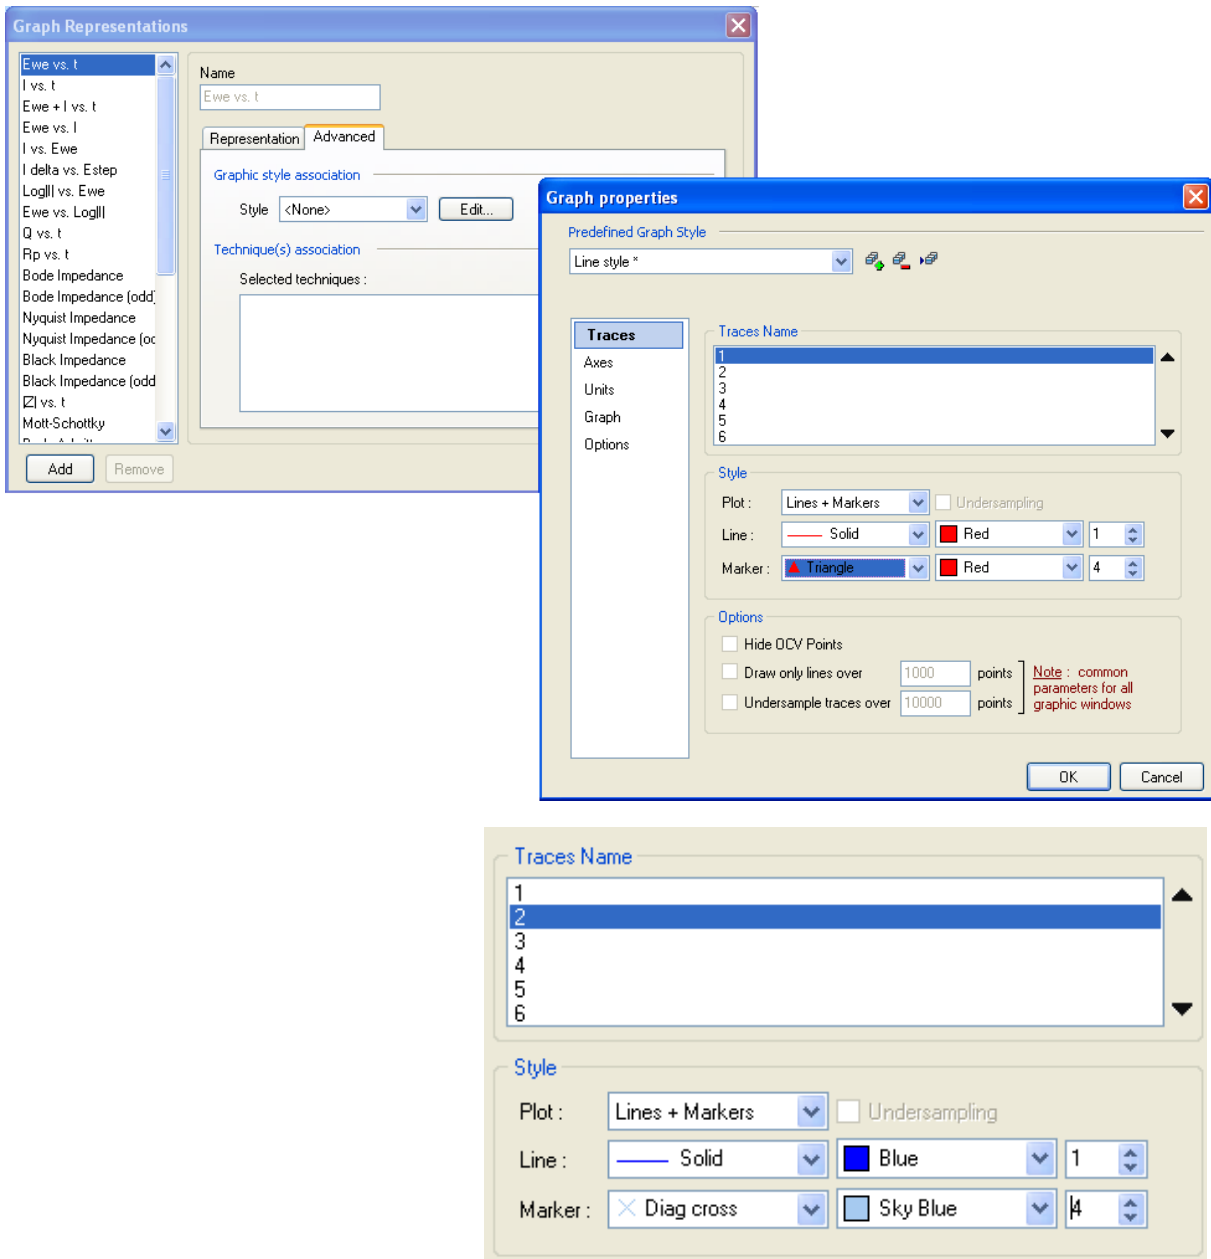 Graph Representations
Ewe vs. t
I vs. t
Ewe + I vs. t
Ewe vs. I
I vs. Ewe
I delta vs. Estep
Log|I| vs. Ewe
Ewe vs. Log|I|
Q vs. t
Rp vs. t
Bode Impedance
Bode Impedance (odd)
Nyquist Impedance
Nyquist Impedance (oc
Black Impedance
Black Impedance (odd
|Z| vs. t
Mott-Schottky
Add
Remove
Name
Ewe vs. t
Representation
Advanced
Graphic style association
Style
<None>
Edit...
Technique(s) association
Selected techniques :
Graph properties
Predefined Graph Style
Line style *
Traces
Axes
Units
Graph
Options
Traces Name
1
2
3
4
5
6
Style
Plot :
Lines + Markers
Undersampling
Line :
Solid
Red
1
Marker :
Triangle
Red
4
Options
Hide OCV Points
Draw only lines over
1000
points
Undersample traces over
10000
points
Note : common
parameters for all
graphic windows
OK
Cancel
Traces Name
1
2
3
4
5
6
Style
Plot :
Lines + Markers
Undersampling
Line :
Solid
Blue
1
Marker :
Diag cross
Sky Blue
4